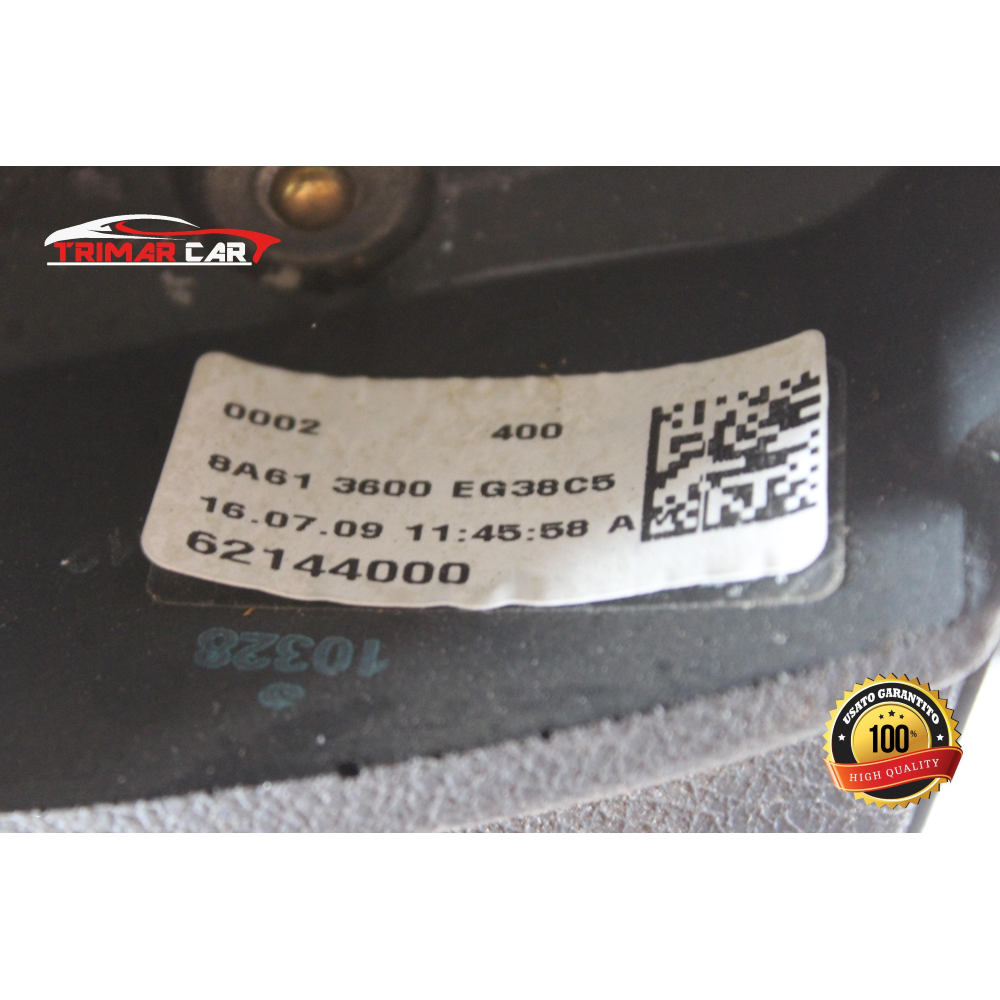 TRIMAR CAR
0002 400
8A61 3600 EG38C5
16.07.09 11:45:58 A
62144000
10328
USATO GARANTITO
100%
HIGH QUALITY